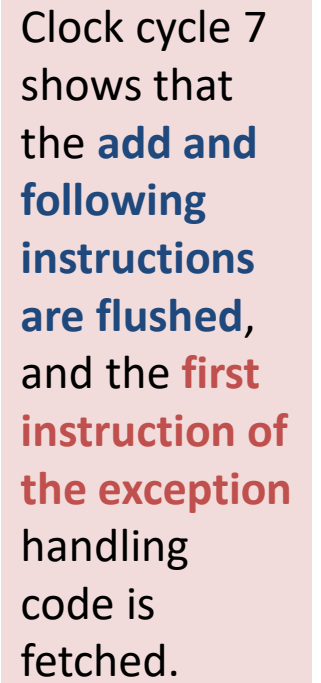 Clock cycle 7
shows that
the add and
following
instructions
are flushed,
and the first
instruction of
the exception
handling
code is
fetched.